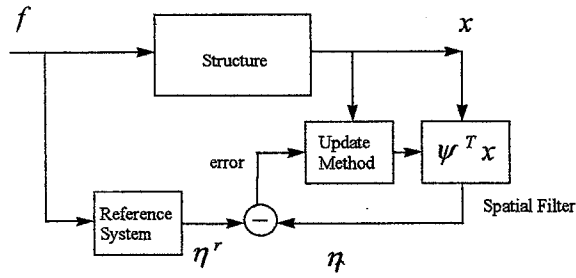 f
x
Structure
Update
Method
ψ^T x
error
Spatial Filter
Reference
System
−
η^r
η